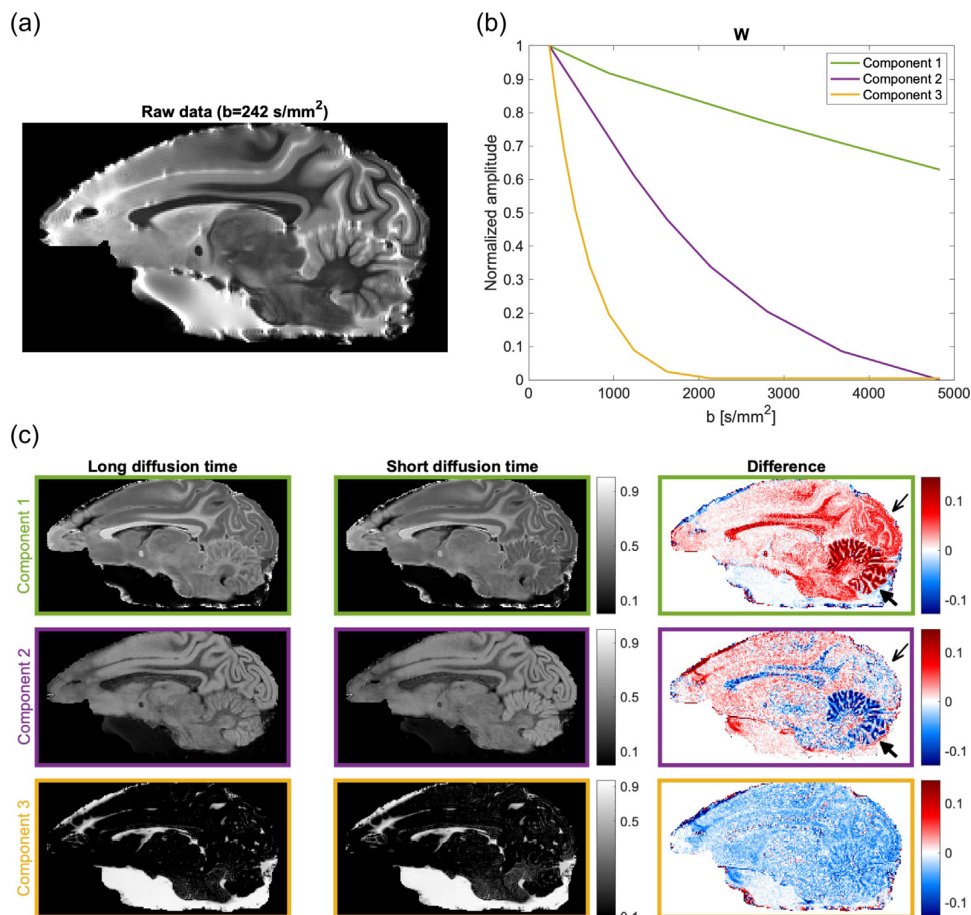 (a)
Raw data (b=242 s/mm²)
(b)
W
Normalized amplitude
1
0.9
0.8
0.7
0.6
0.5
0.4
0.3
0.2
0.1
0
0
1000
2000
3000
4000
5000
b [s/mm²]
Component 1
Component 2
Component 3
(c)
Long diffusion time
Short diffusion time
Difference
Component 1
0.9
0.5
0.1
0.1
0
-0.1
Component 2
0.9
0.5
0.1
0.1
0
-0.1
Component 3
0.9
0.5
0.1
0.1
0
-0.1